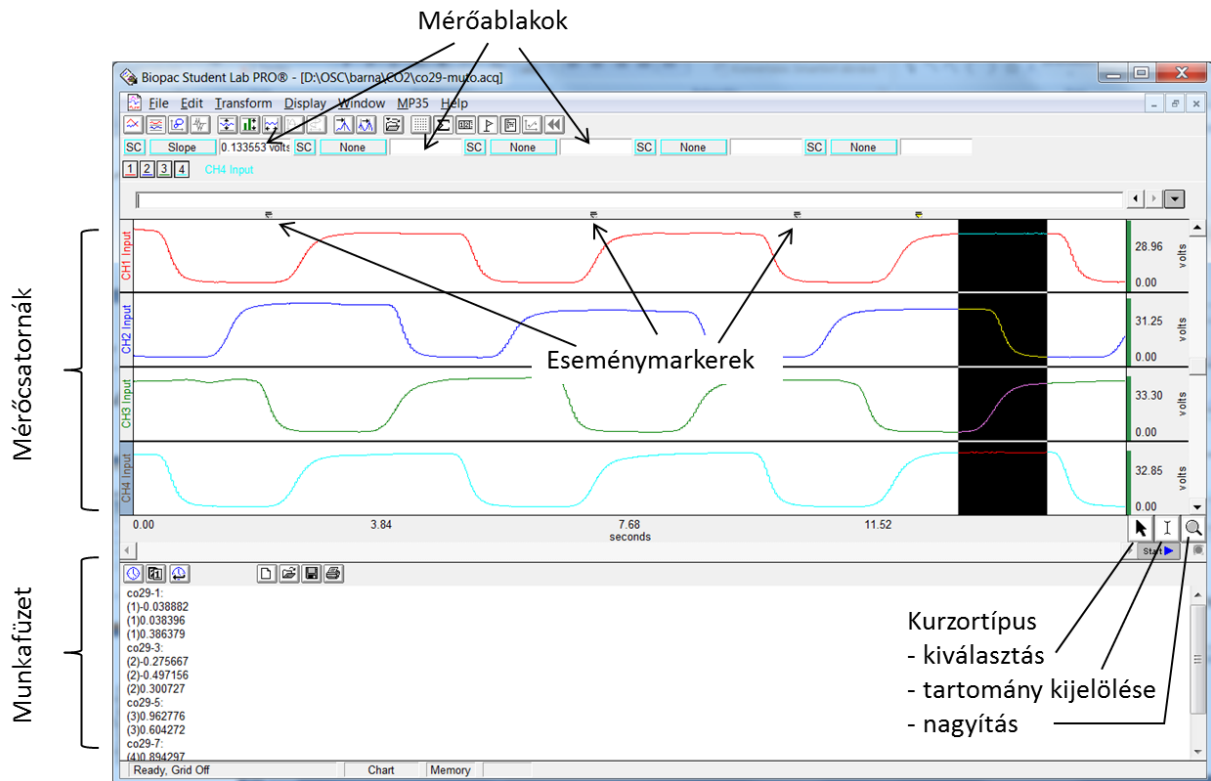 Mérőablakok
Biopac Student Lab PRO® - [D:\OSC\barna\CO2\co29-muto.acq]
File Edit Transform Display Window MP35 Help
SC Slope 0.133553 volts SC None SC None SC None SC None
1 2 3 4 CH4 Input
Mérőcsatornák
CH1 Input
28.96
0.00
volts
CH2 Input
31.25
0.00
volts
Eseménymarkerek
CH3 Input
33.30
0.00
volts
CH4 Input
32.85
0.00
volts
0.00 3.84 7.68 11.52
seconds
Start
Munkafüzet
co29-1:
(1)-0.038882
(1)0.038396
(1)0.386379
co29-3:
(2)-0.275667
(2)-0.497156
(2)0.300727
co29-5:
(3)0.962776
(3)0.604272
co29-7:
(4)0.894297
Kurzortípus
- kiválasztás
- tartomány kijelölése
- nagyítás
Ready, Grid Off Chart Memory